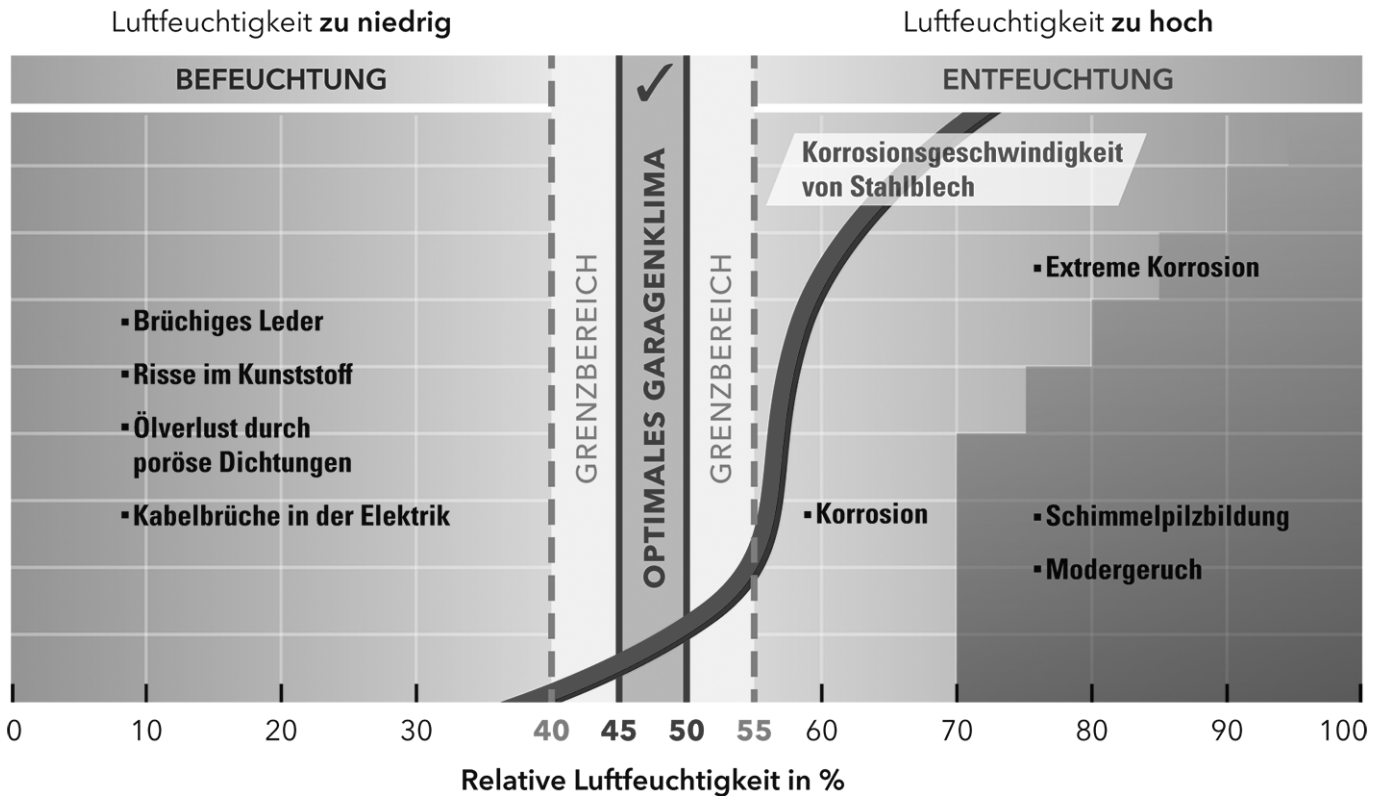 Luftfeuchtigkeit zu niedrig
Luftfeuchtigkeit zu hoch
BEFEUCHTUNG
✓
ENTFEUCHTUNG
Korrosionsgeschwindigkeit
von Stahlblech
▪Brüchiges Leder
▪Risse im Kunststoff
▪Ölverlust durch
poröse Dichtungen
▪Kabelbrüche in der Elektrik
GRENZBEREICH
OPTIMALES GARAGENKLIMA
GRENZBEREICH
▪Korrosion
▪Extreme Korrosion
▪Schimmelpilzbildung
▪Modergeruch
0 10 20 30 40 45 50 55 60 70 80 90 100
Relative Luftfeuchtigkeit in %